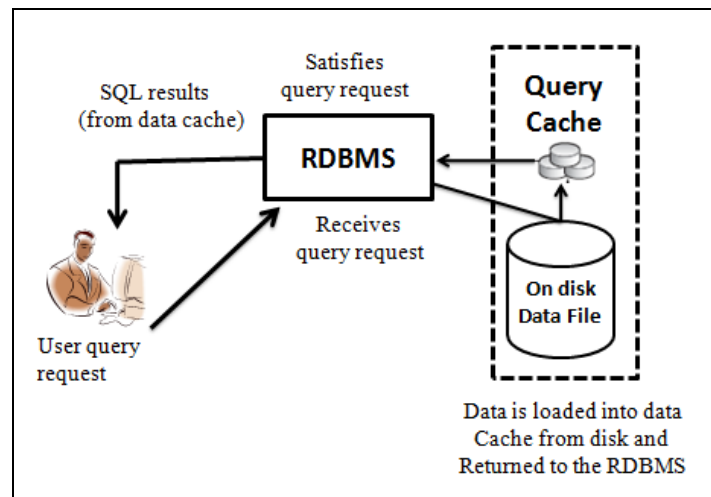 Satisfies
query request
SQL results
(from data cache)
Query
Cache
RDBMS
Receives
query request
On disk
Data File
User query
request
Data is loaded into data
Cache from disk and
Returned to the RDBMS